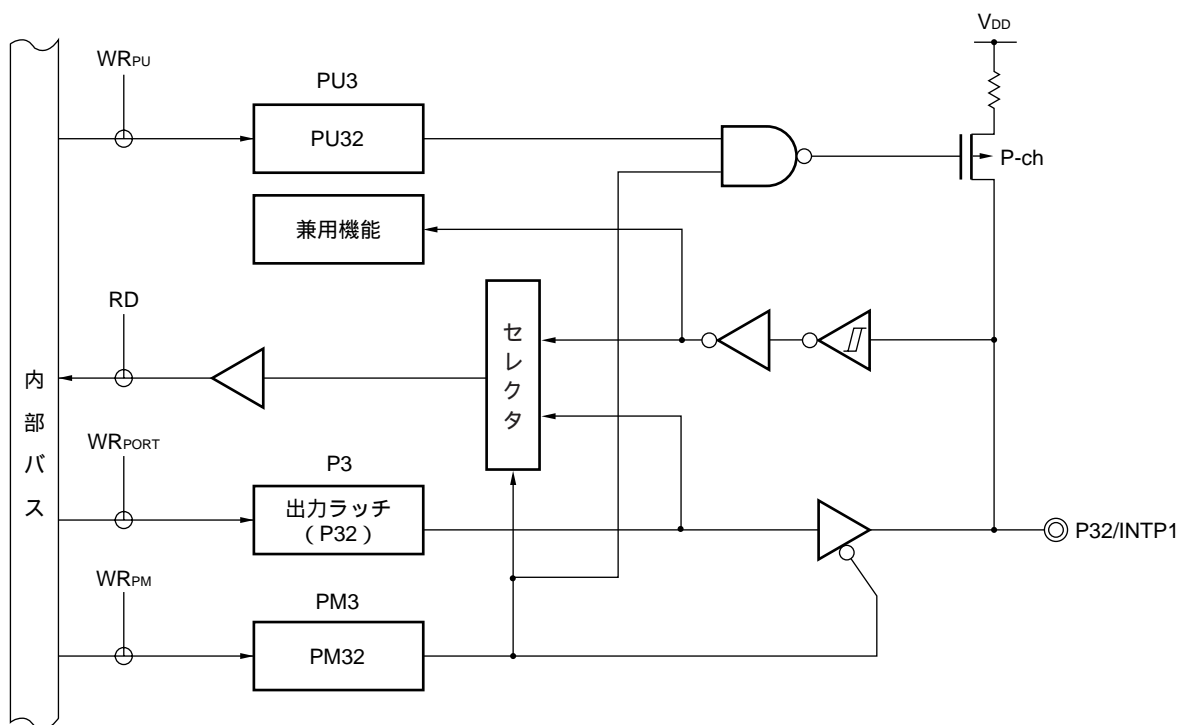 VDD
WRPU
PU3
PU32
P-ch
兼用機能
RD
セレクタ
内部バス
WRPORT
P3
出力ラッチ
（P32）
P32/INTP1
WRPM
PM3
PM32